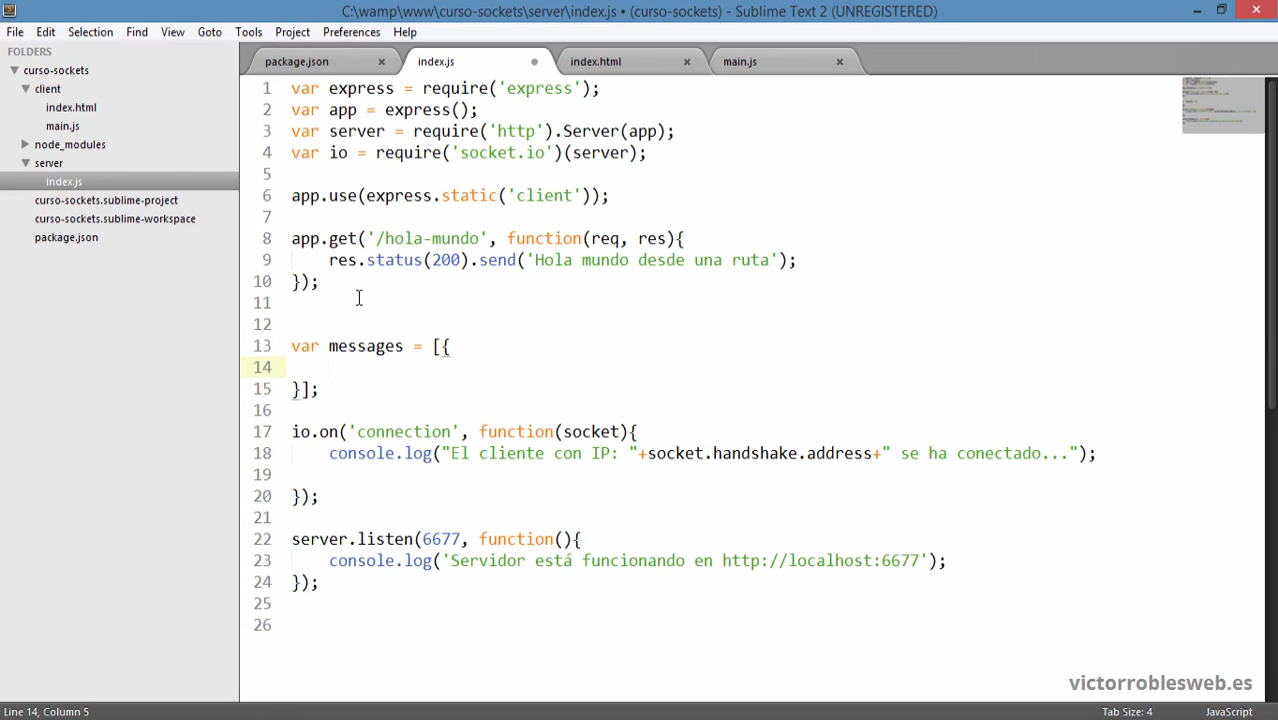 C:\wamp\www\curso-sockets\server\index.js • (curso-sockets) - Sublime Text 2 (UNREGISTERED)
File Edit Selection Find View Goto Tools Project Preferences Help
FOLDERS
curso-sockets
client
index.html
main.js
node_modules
server
index.js
curso-sockets.sublime-project
curso-sockets.sublime-workspace
package.json
package.json index.js index.html main.js
1 var express = require('express');
2 var app = express();
3 var server = require('http').Server(app);
4 var io = require('socket.io')(server);
5
6 app.use(express.static('client'));
7
8 app.get('/hola-mundo', function(req, res){
9 res.status(200).send('Hola mundo desde una ruta');
10 });
11
12
13 var messages = [{
14
15 }];
16
17 io.on('connection', function(socket){
18 console.log("El cliente con IP: "+socket.handshake.address+" se ha conectado...");
19
20 });
21
22 server.listen(6677, function(){
23 console.log('Servidor está funcionando en http://localhost:6677');
24 });
25
26
victorroblesweb.es
Line 14, Column 5 Tab Size: 4 JavaScript